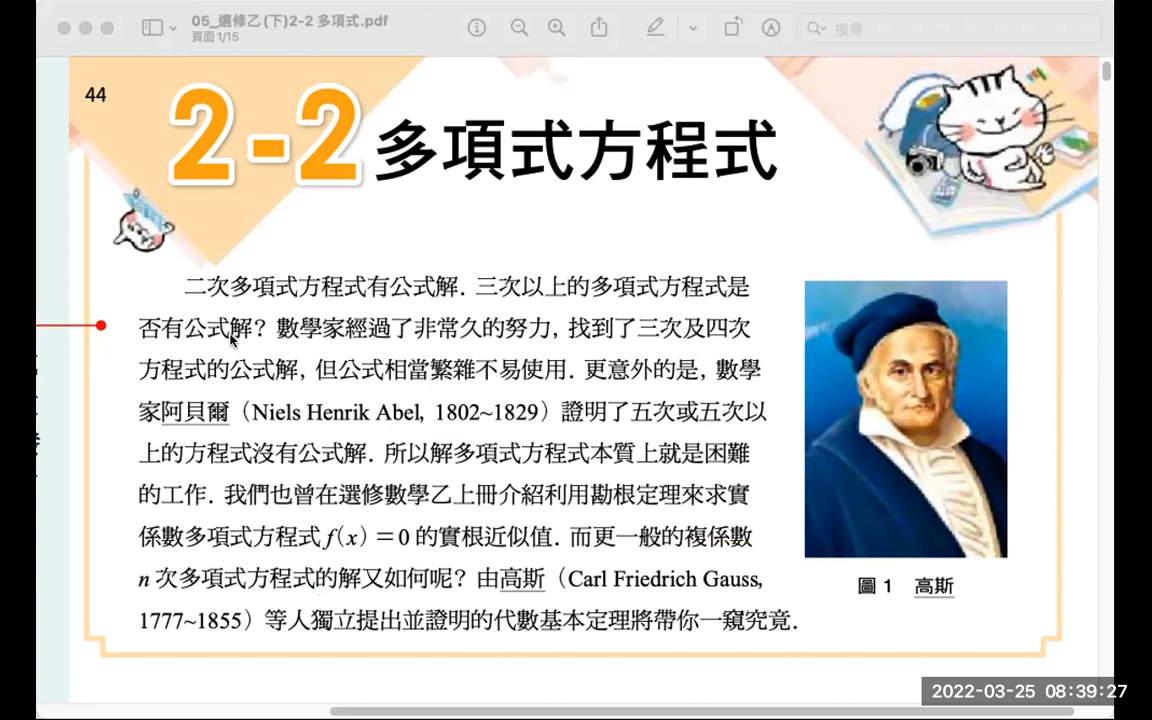 05_選修乙(下)2-2 多項式.pdf
頁面 1/15
搜尋
44
2-2 多項式方程式
二次多項式方程式有公式解．三次以上的多項式方程式是
否有公式解？數學家經過了非常久的努力，找到了三次及四次
方程式的公式解，但公式相當繁雜不易使用．更意外的是，數學
家阿貝爾（Niels Henrik Abel, 1802~1829）證明了五次或五次以
上的方程式沒有公式解．所以解多項式方程式本質上就是困難
的工作．我們也曾在選修數學乙上冊介紹利用勘根定理來求實
係數多項式方程式 f(x)＝0 的實根近似值．而更一般的複係數
n 次多項式方程式的解又如何呢？由高斯（Carl Friedrich Gauss,
1777~1855）等人獨立提出並證明的代數基本定理將帶你一窺究竟．
圖 1 高斯
2022-03-25 08:39:27